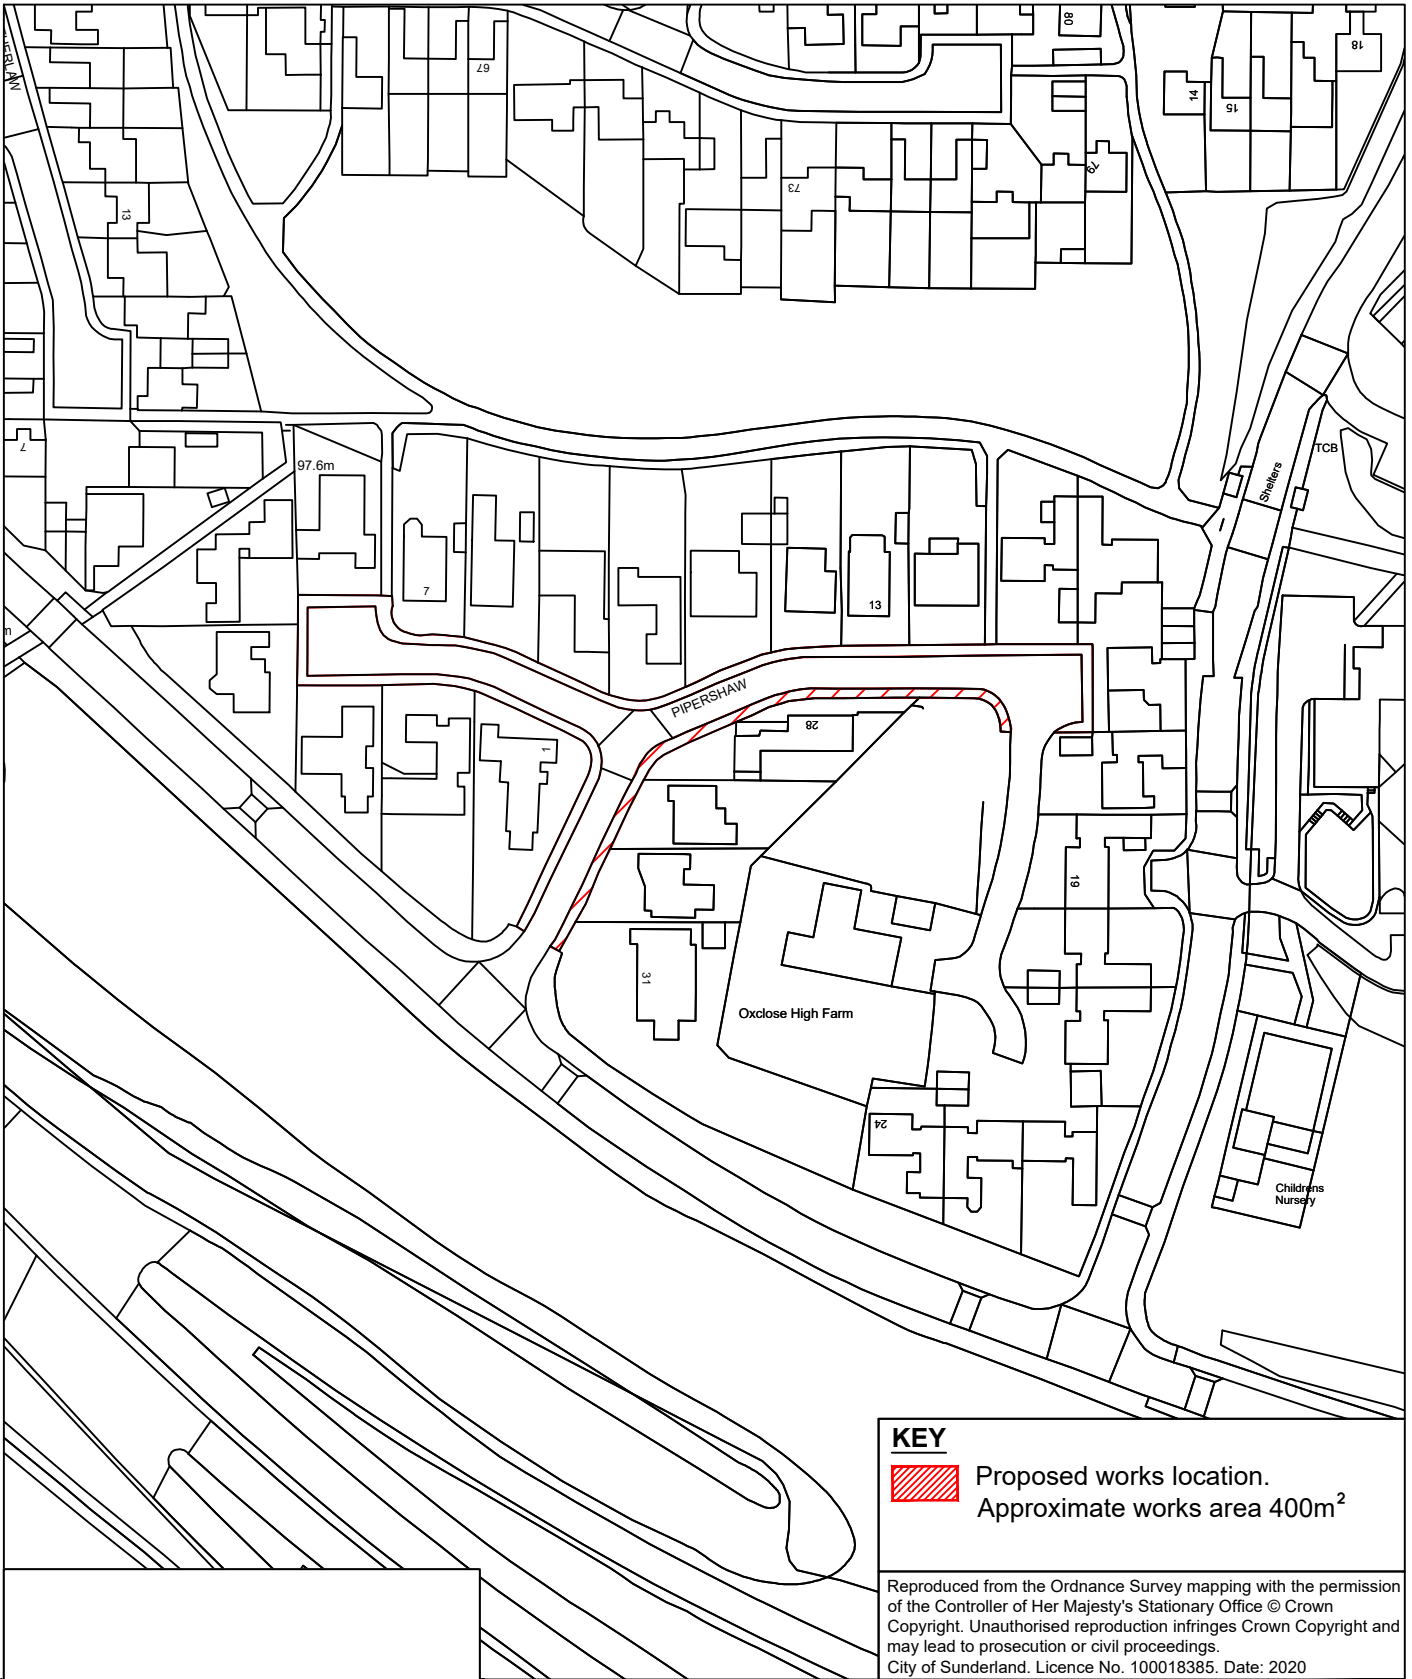 80
18
67
14
15
79
73
13
7
97.6m
TCB
Shelters
7
13
PIPERSHAW
28
1
19
31
Oxclose High Farm
24
Childrens
Nursery
KEY
Proposed works location.
Approximate works area 400m²
Reproduced from the Ordnance Survey mapping with the permission
of the Controller of Her Majesty's Stationary Office © Crown
Copyright. Unauthorised reproduction infringes Crown Copyright and
may lead to prosecution or civil proceedings.
City of Sunderland. Licence No. 100018385. Date: 2020